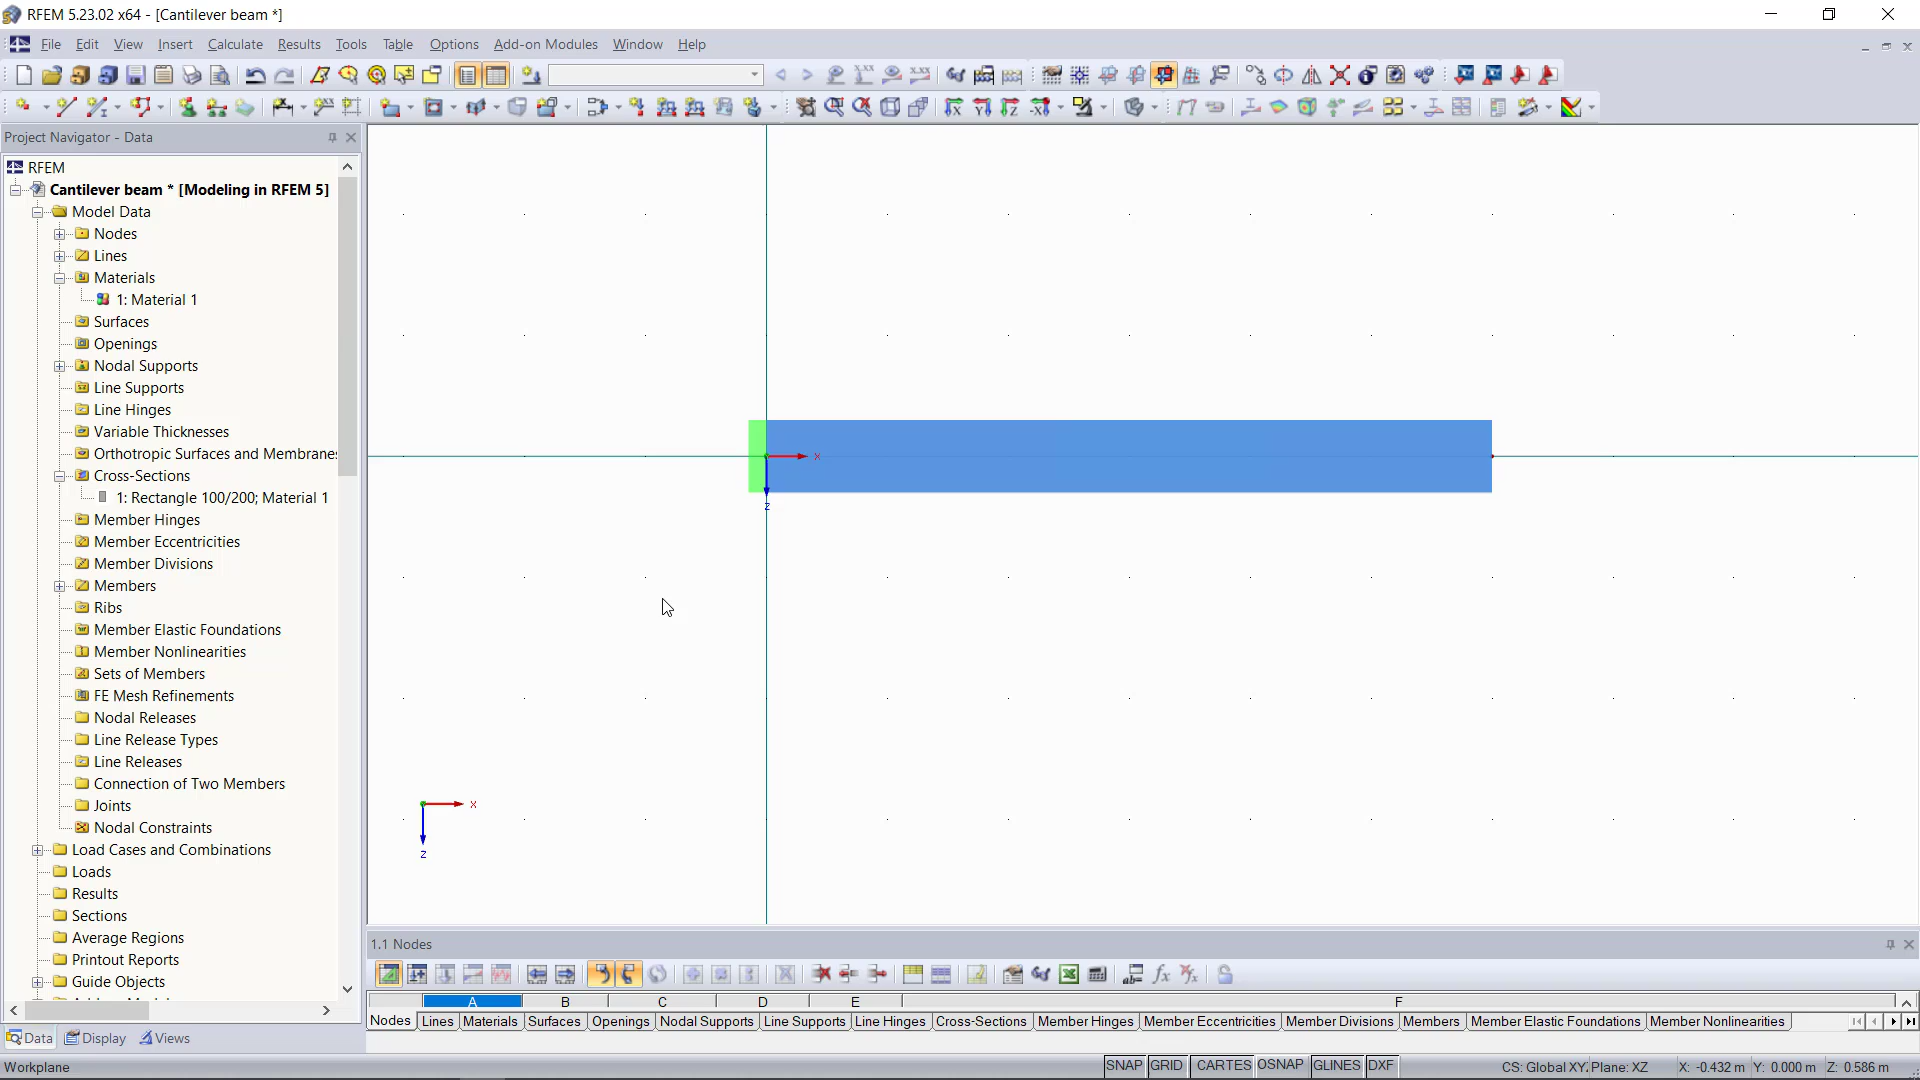 RFEM 5.23.02 x64 - [Cantilever beam *]
File Edit View Insert Calculate Results Tools Table Options Add-on Modules Window Help
Project Navigator - Data
RFEM
Cantilever beam * [Modeling in RFEM 5]
Model Data
Nodes
Lines
Materials
1: Material 1
Surfaces
Openings
Nodal Supports
Line Supports
Line Hinges
Variable Thicknesses
Orthotropic Surfaces and Membranes
Cross-Sections
1: Rectangle 100/200; Material 1
Member Hinges
Member Eccentricities
Member Divisions
Members
Ribs
Member Elastic Foundations
Member Nonlinearities
Sets of Members
FE Mesh Refinements
Nodal Releases
Line Release Types
Line Releases
Connection of Two Members
Joints
Nodal Constraints
Load Cases and Combinations
Loads
Results
Sections
Average Regions
Printout Reports
Guide Objects
Data Display Views
x
z
x
z
1.1 Nodes
A B C D E F
Nodes Lines Materials Surfaces Openings Nodal Supports Line Supports Line Hinges Cross-Sections Member Hinges Member Eccentricities Member Divisions Members Member Elastic Foundations Member Nonlinearities
Workplane
SNAP GRID CARTES OSNAP GLINES DXF CS: Global XYZ Plane: XZ X: -0.432 m Y: 0.000 m Z: 0.586 m